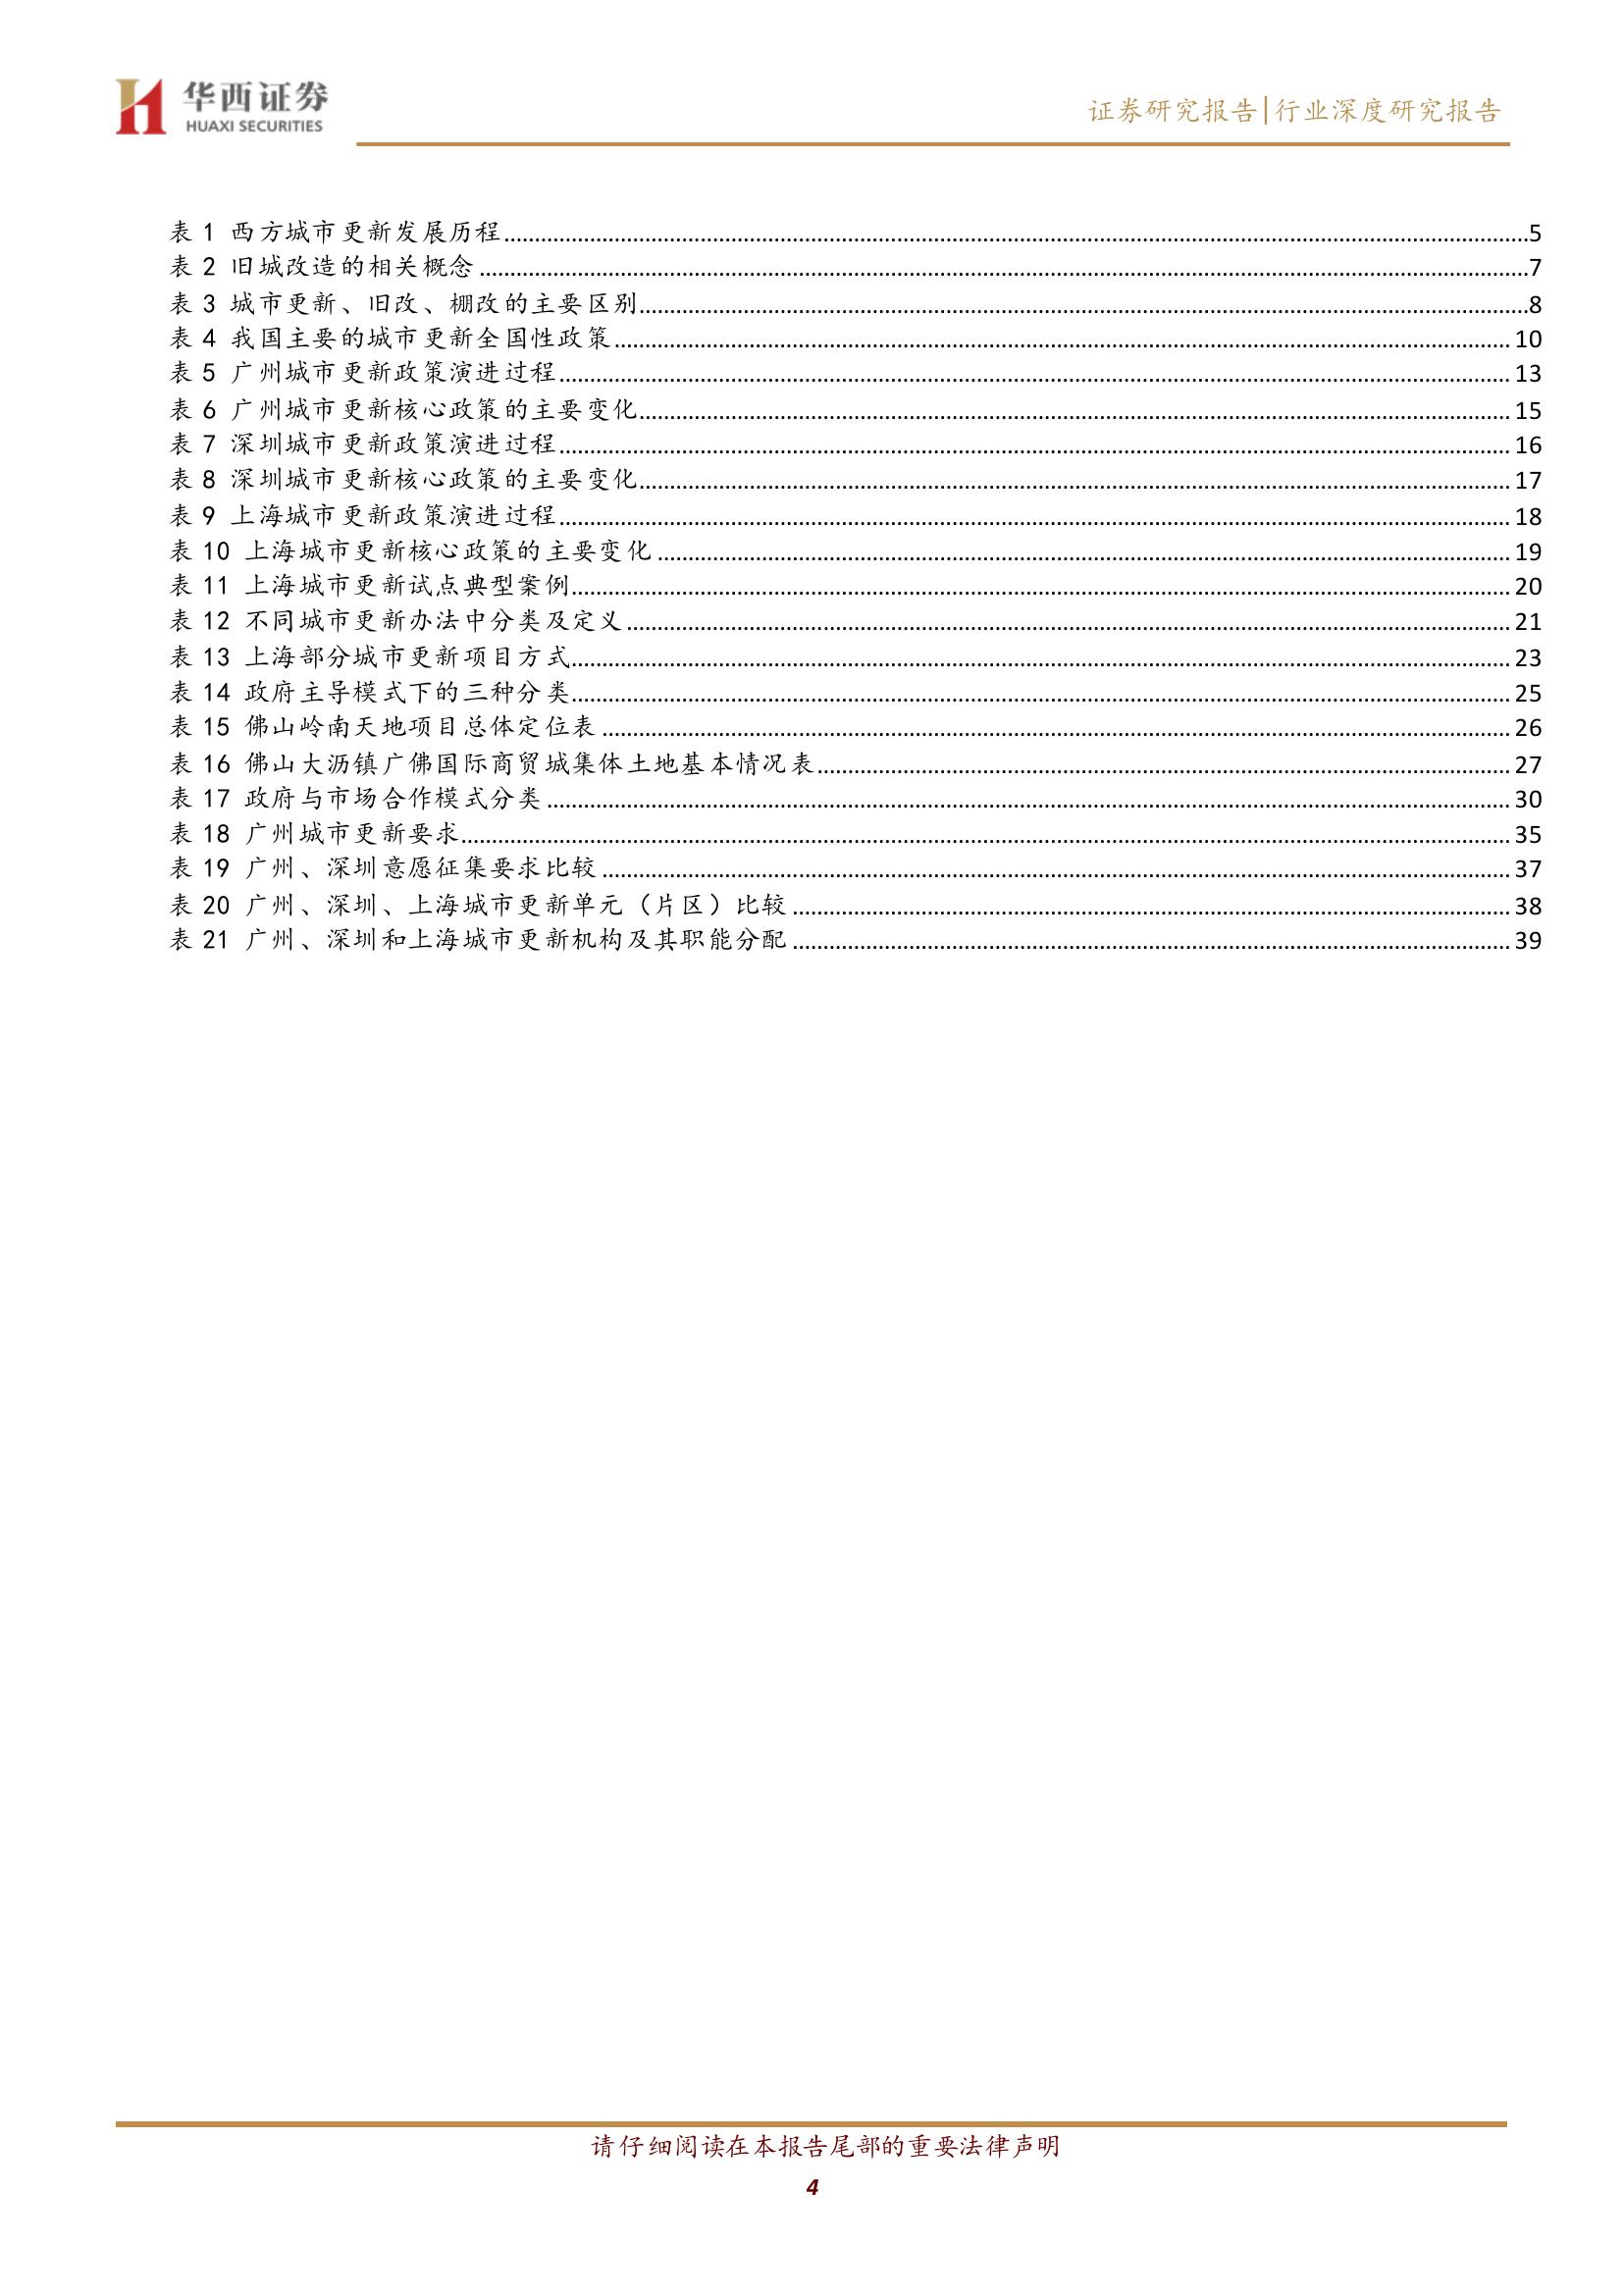 华西证券
HUAXI SECURITIES
证券研究报告|行业深度研究报告
表 1 西方城市更新发展历程....................5
表 2 旧城改造的相关概念....................7
表 3 城市更新、旧改、棚改的主要区别....................8
表 4 我国主要的城市更新全国性政策....................10
表 5 广州城市更新政策演进过程....................13
表 6 广州城市更新核心政策的主要变化....................15
表 7 深圳城市更新政策演进过程....................16
表 8 深圳城市更新核心政策的主要变化....................17
表 9 上海城市更新政策演进过程....................18
表 10 上海城市更新核心政策的主要变化....................19
表 11 上海城市更新试点典型案例....................20
表 12 不同城市更新办法中分类及定义....................21
表 13 上海部分城市更新项目方式....................23
表 14 政府主导模式下的三种分类....................25
表 15 佛山岭南天地项目总体定位表....................26
表 16 佛山大沥镇广佛国际商贸城集体土地基本情况表....................27
表 17 政府与市场合作模式分类....................30
表 18 广州城市更新要求....................35
表 19 广州、深圳意愿征集要求比较....................37
表 20 广州、深圳、上海城市更新单元（片区）比较....................38
表 21 广州、深圳和上海城市更新机构及其职能分配....................39
请仔细阅读在本报告尾部的重要法律声明
4